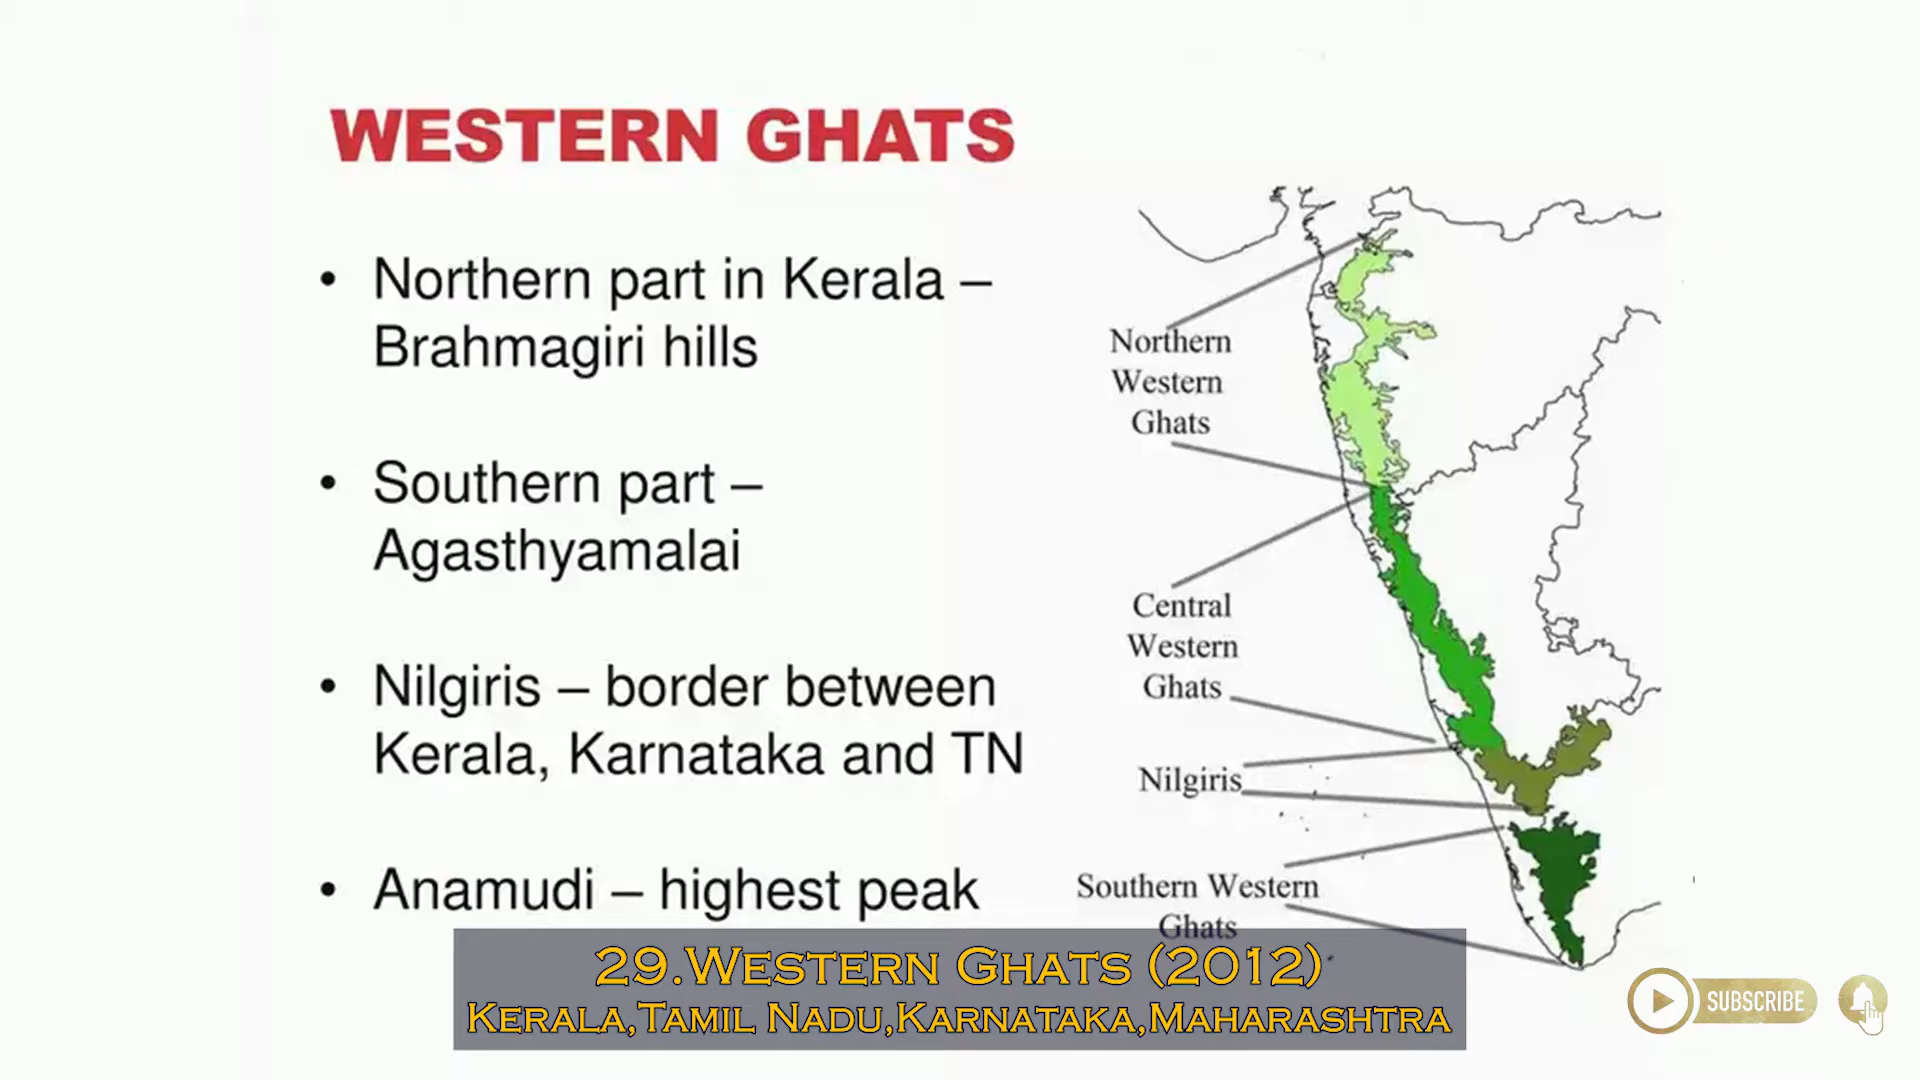 WESTERN GHATS
• Northern part in Kerala –
Brahmagiri hills
• Southern part –
Agasthyamalai
• Nilgiris – border between
Kerala, Karnataka and TN
• Anamudi – highest peak
Northern
Western
Ghats
Central
Western
Ghats
Nilgiris
Southern Western
Ghats
29.Western Ghats (2012)
Kerala,Tamil Nadu,Karnataka,Maharashtra
SUBSCRIBE